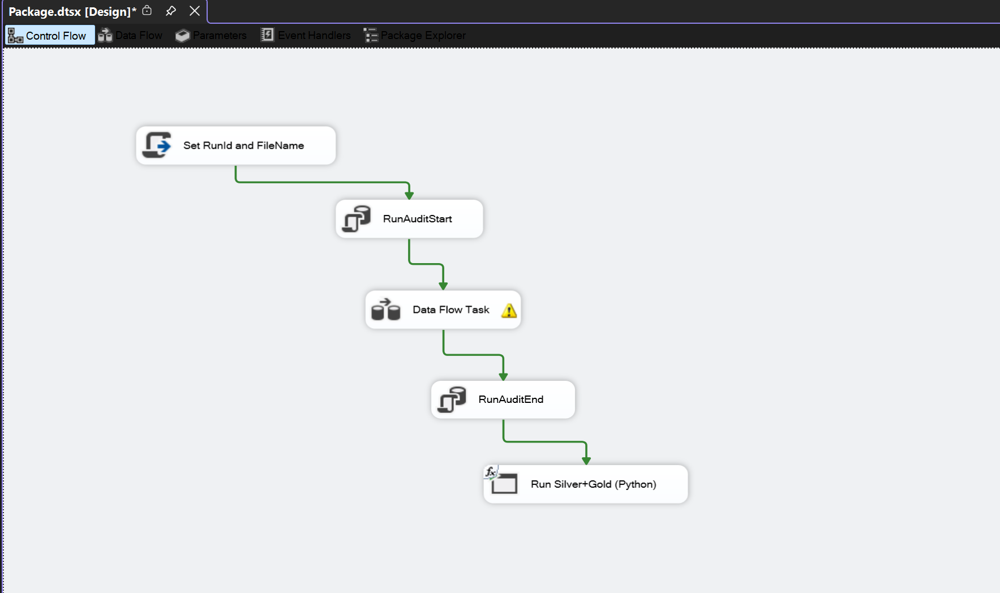 Package.dtsx [Design]*
Control Flow Data Flow Parameters Event Handlers Package Explorer
Set RunId and FileName
RunAuditStart
Data Flow Task
RunAuditEnd
fx
Run Silver+Gold (Python)